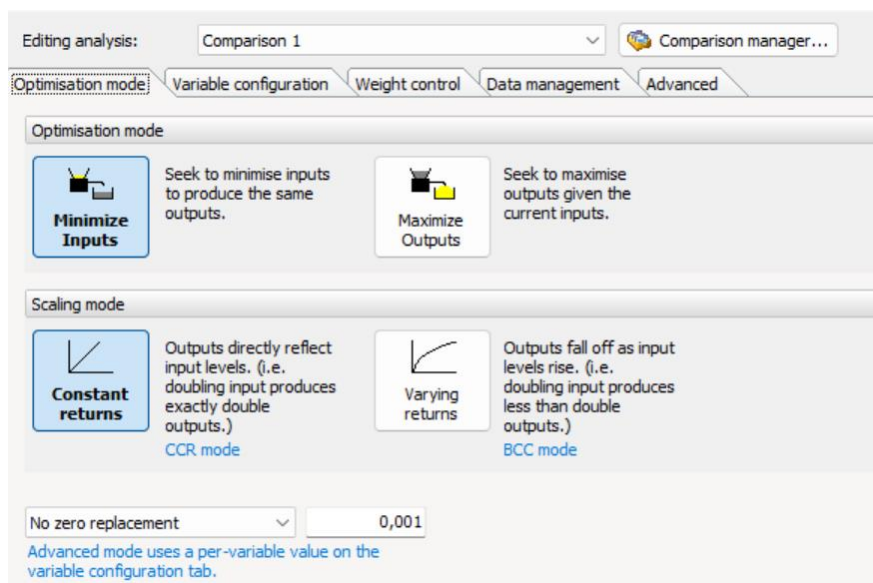 Editing analysis: Comparison 1 Comparison manager...
Optimisation mode Variable configuration Weight control Data management Advanced
Optimisation mode
Minimize
Inputs
Seek to minimise inputs
to produce the same
outputs.
Maximize
Outputs
Seek to maximise
outputs given the
current inputs.
Scaling mode
Constant
returns
Outputs directly reflect
input levels. (i.e.
doubling input produces
exactly double
outputs.)
CCR mode
Varying
returns
Outputs fall off as input
levels rise. (i.e.
doubling input produces
less than double
outputs.)
BCC mode
No zero replacement 0,001
Advanced mode uses a per-variable value on the
variable configuration tab.